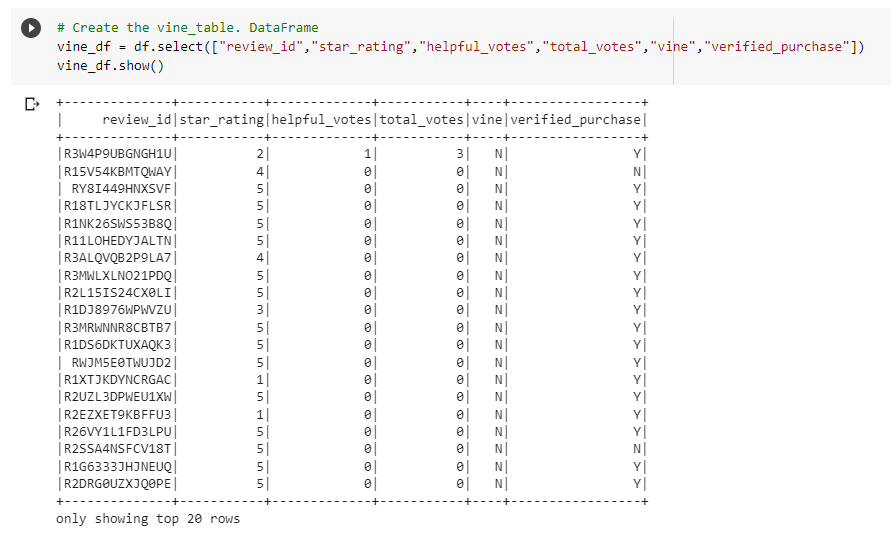 # Create the vine_table. DataFrame
vine_df = df.select(["review_id","star_rating","helpful_votes","total_votes","vine","verified_purchase"])
vine_df.show()
+--------------+-----------+-------------+-----------+----+-----------------+
|     review_id|star_rating|helpful_votes|total_votes|vine|verified_purchase|
+--------------+-----------+-------------+-----------+----+-----------------+
|R3W4P9UBGNGH1U|          2|            1|          3|   N|                Y|
|R15V54KBMTQWAY|          4|            0|          0|   N|                N|
| RY8I449HNXSVF|          5|            0|          0|   N|                Y|
|R18TLJYCKJFLSR|          5|            0|          0|   N|                Y|
|R1NK26SWS53B8Q|          5|            0|          0|   N|                Y|
|R11LOHEDYJALTN|          5|            0|          0|   N|                Y|
|R3ALQVQB2P9LA7|          4|            0|          0|   N|                Y|
|R3MWLXLNO21PDQ|          5|            0|          0|   N|                Y|
|R2L15IS24CX0LI|          5|            0|          0|   N|                Y|
|R1DJ8976WPWVZU|          3|            0|          0|   N|                Y|
|R3MRWNNR8CBTB7|          5|            0|          0|   N|                Y|
|R1DS6DKTUXAQK3|          5|            0|          0|   N|                Y|
| RWJM5E0TWUJD2|          5|            0|          0|   N|                Y|
|R1XTJKDYNCRGAC|          1|            0|          0|   N|                Y|
|R2UZL3DPWEU1XW|          5|            0|          0|   N|                Y|
|R2EZXET9KBFFU3|          1|            0|          0|   N|                Y|
|R26VY1L1FD3LPU|          5|            0|          0|   N|                Y|
|R2SSA4NSFCV18T|          5|            0|          0|   N|                N|
|R1G6333JHJNEUQ|          5|            0|          0|   N|                Y|
|R2DRG0UZXJQ0PE|          5|            0|          0|   N|                Y|
+--------------+-----------+-------------+-----------+----+-----------------+
only showing top 20 rows